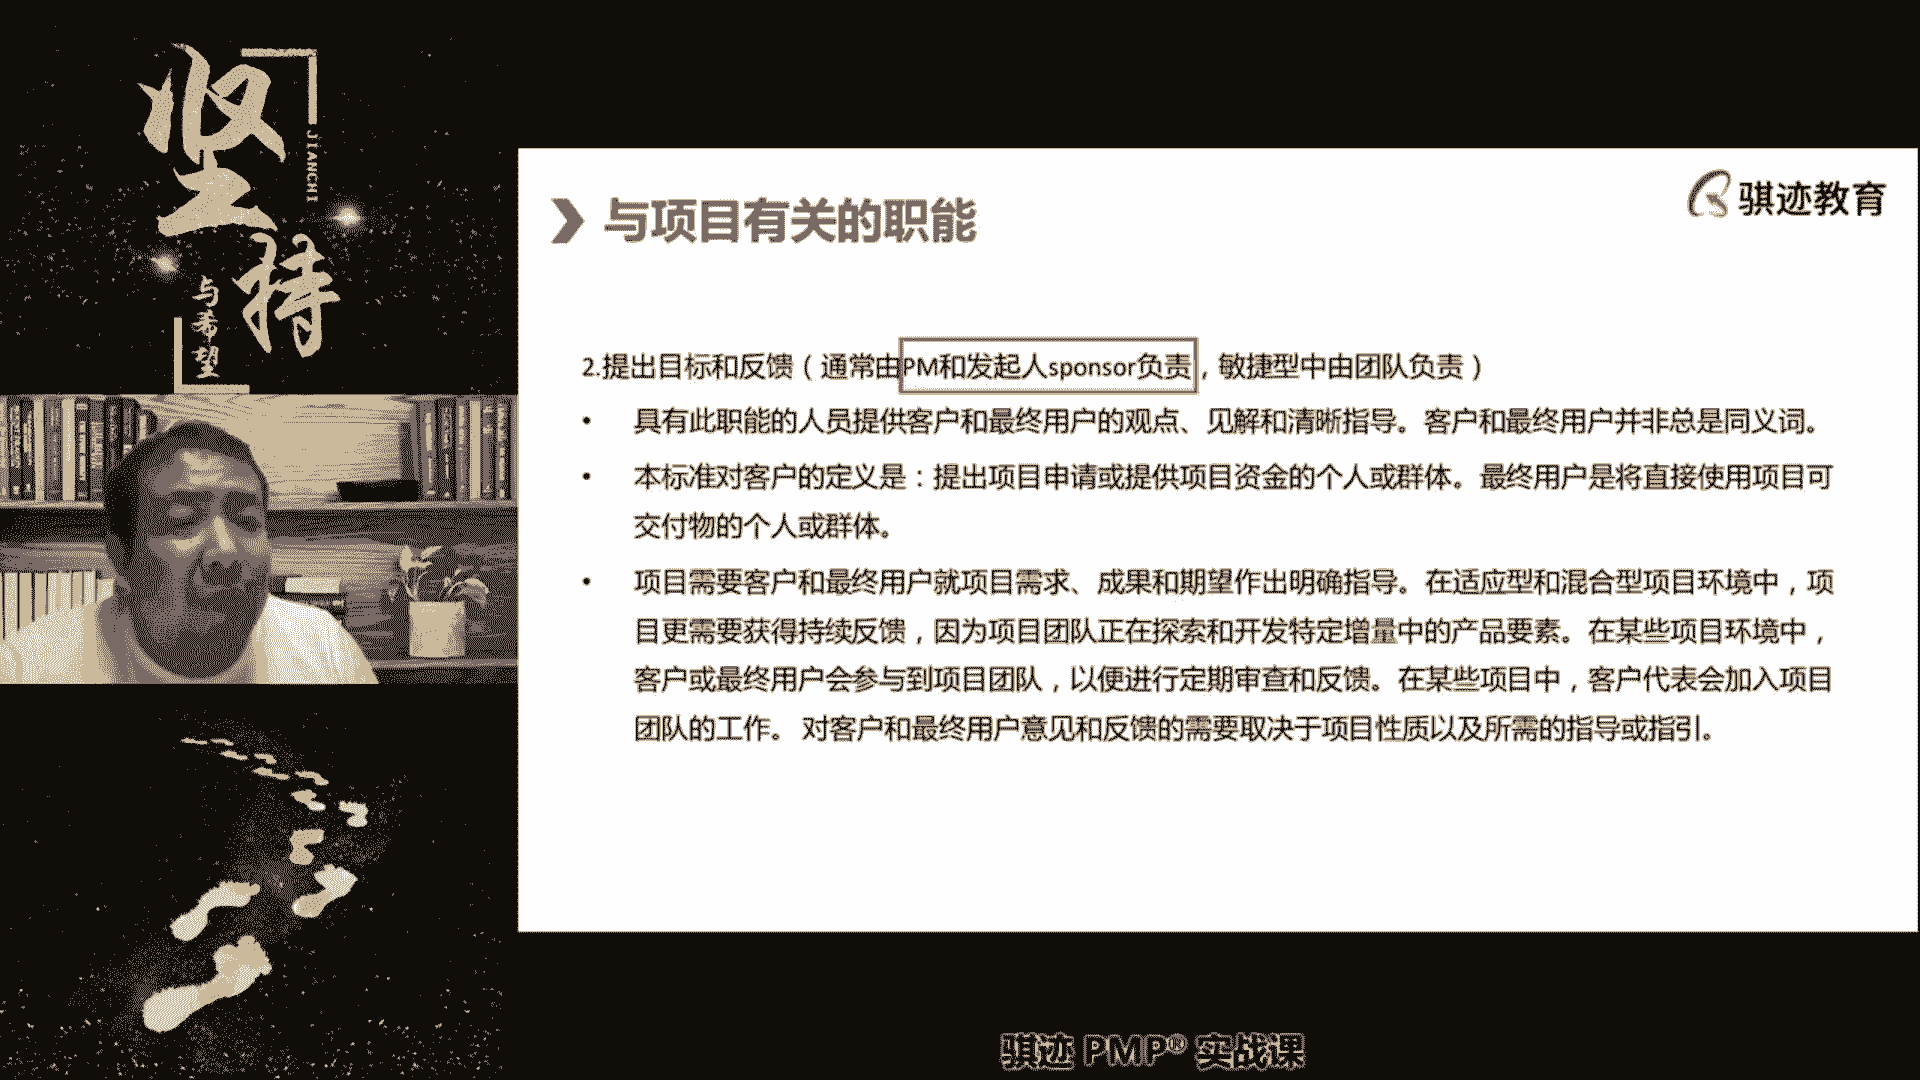 坚持
JIANCHI
与希望
骐迹教育
与项目有关的职能
2.提出目标和反馈（通常由PM和发起人sponsor负责，敏捷型中由团队负责）
• 具有此职能的人员提供客户和最终用户的观点、见解和清晰指导。客户和最终用户并非总是同义词。
• 本标准对客户的定义是：提出项目申请或提供项目资金的个人或群体。最终用户是将直接使用项目可
交付物的个人或群体。
• 项目需要客户和最终用户就项目需求、成果和期望作出明确指导。在适应型和混合型项目环境中，项
目更需要获得持续反馈，因为项目团队正在探索和开发特定增量中的产品要素。在某些项目环境中，
客户或最终用户会参与到项目团队，以便进行定期审查和反馈。在某些项目中，客户代表会加入项目
团队的工作。 对客户和最终用户意见和反馈的需要取决于项目性质以及所需的指导或指引。
骐迹 PMP® 实战课